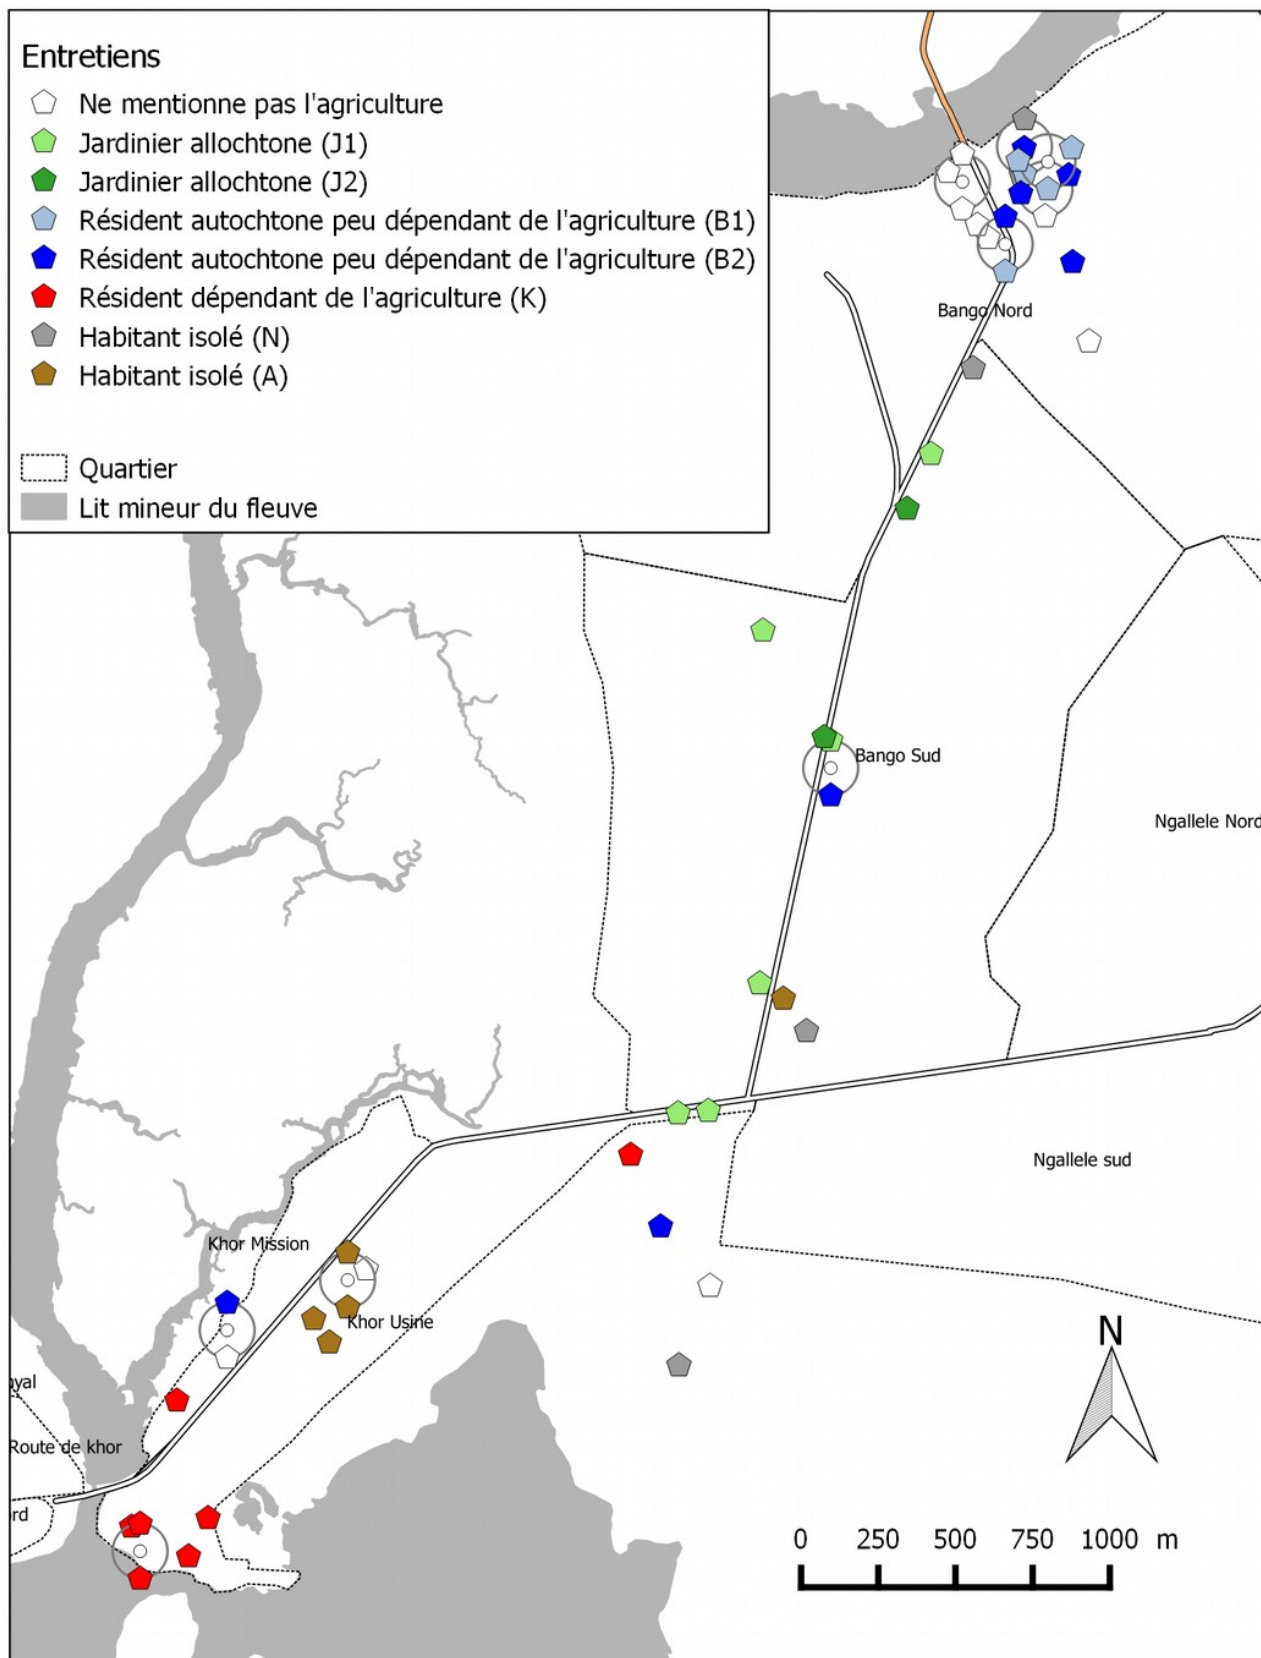 Entretiens
Ne mentionne pas l'agriculture
Jardinier allochtone (J1)
Jardinier allochtone (J2)
Résident autochtone peu dépendant de l'agriculture (B1)
Résident autochtone peu dépendant de l'agriculture (B2)
Résident dépendant de l'agriculture (K)
Habitant isolé (N)
Habitant isolé (A)
Quartier
Lit mineur du fleuve
Bango Nord
Bango Sud
Ngallele Nord
Ngallele sud
Khor Mission
Khor Usine
yal
Route de khor
rd
N
0 250 500 750 1000 m